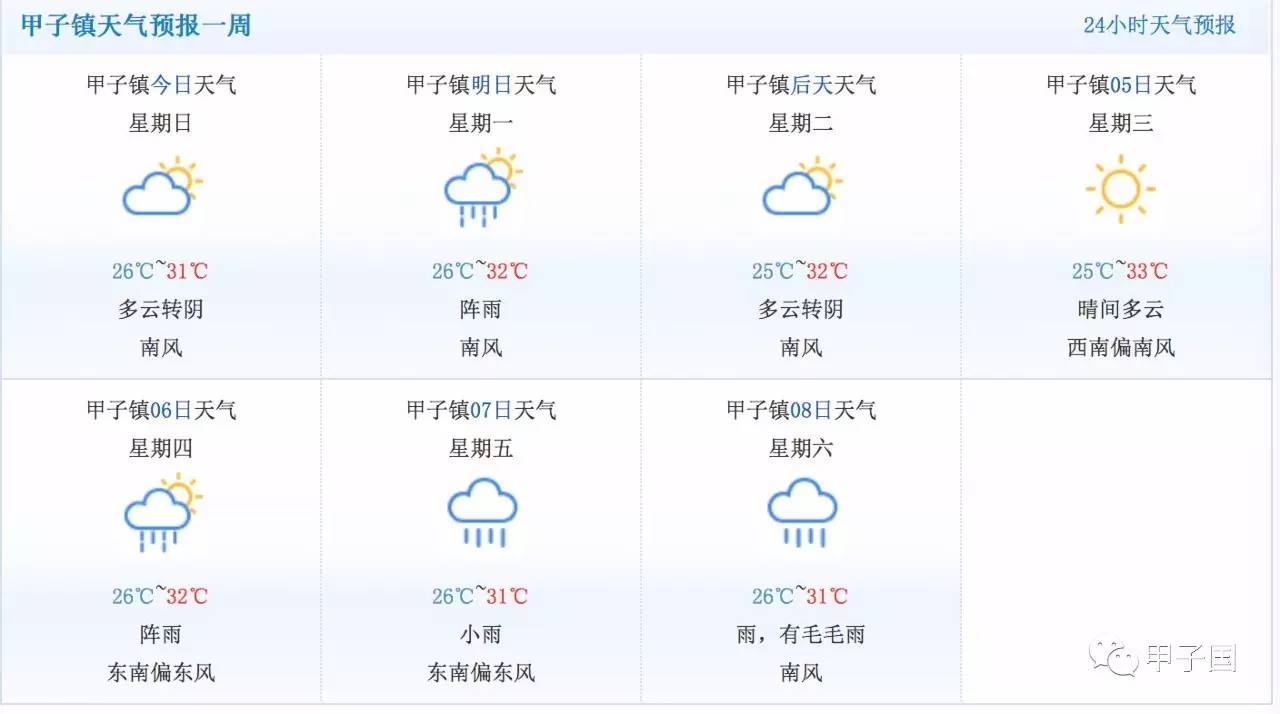 甲子镇天气预报一周
24小时天气预报
甲子镇今日天气
星期日
26℃~31℃
多云转阴
南风
甲子镇明日天气
星期一
26℃~32℃
阵雨
南风
甲子镇后天天气
星期二
25℃~32℃
多云转阴
南风
甲子镇05日天气
星期三
25℃~33℃
晴间多云
西南偏南风
甲子镇06日天气
星期四
26℃~32℃
阵雨
东南偏东风
甲子镇07日天气
星期五
26℃~31℃
小雨
东南偏东风
甲子镇08日天气
星期六
26℃~31℃
雨，有毛毛雨
南风
甲子国